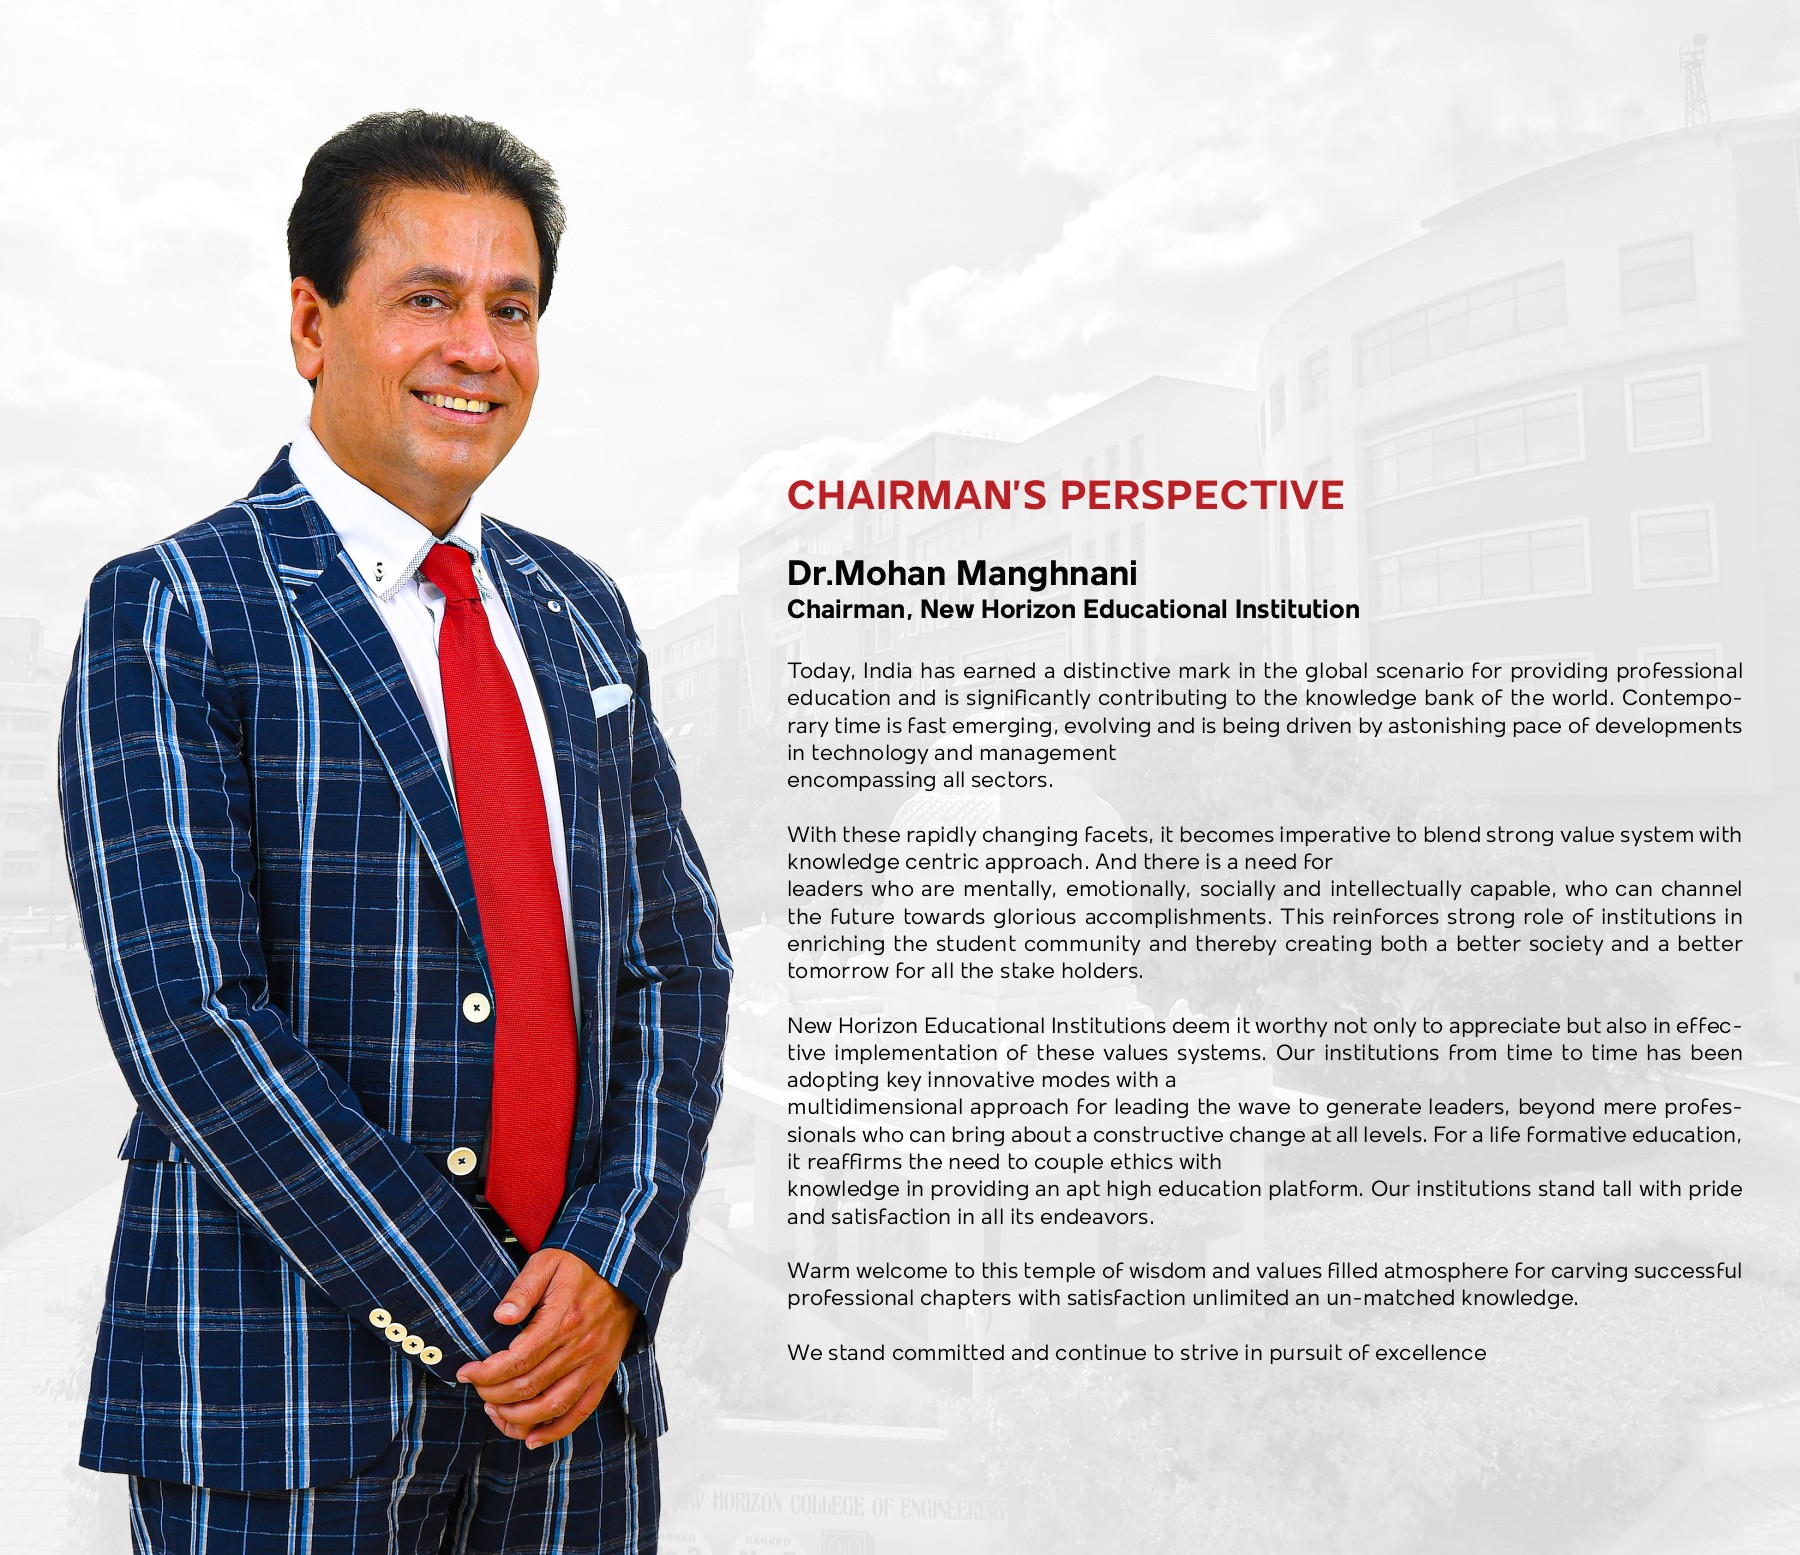 CHAIRMAN'S PERSPECTIVE
Dr.Mohan Manghnani
Chairman, New Horizon Educational Institution
Today, India has earned a distinctive mark in the global scenario for providing professional
education and is significantly contributing to the knowledge bank of the world. Contempo-
rary time is fast emerging, evolving and is being driven by astonishing pace of developments
in technology and management
encompassing all sectors.
With these rapidly changing facets, it becomes imperative to blend strong value system with
knowledge centric approach. And there is a need for
leaders who are mentally, emotionally, socially and intellectually capable, who can channel
the future towards glorious accomplishments. This reinforces strong role of institutions in
enriching the student community and thereby creating both a better society and a better
tomorrow for all the stake holders.
New Horizon Educational Institutions deem it worthy not only to appreciate but also in effec-
tive implementation of these values systems. Our institutions from time to time has been
adopting key innovative modes with a
multidimensional approach for leading the wave to generate leaders, beyond mere profes-
sionals who can bring about a constructive change at all levels. For a life formative education,
it reaffirms the need to couple ethics with
knowledge in providing an apt high education platform. Our institutions stand tall with pride
and satisfaction in all its endeavors.
Warm welcome to this temple of wisdom and values filled atmosphere for carving successful
professional chapters with satisfaction unlimited an un-matched knowledge.
We stand committed and continue to strive in pursuit of excellence
HORIZON COLLEGE OF ENGINEERING
RANKED